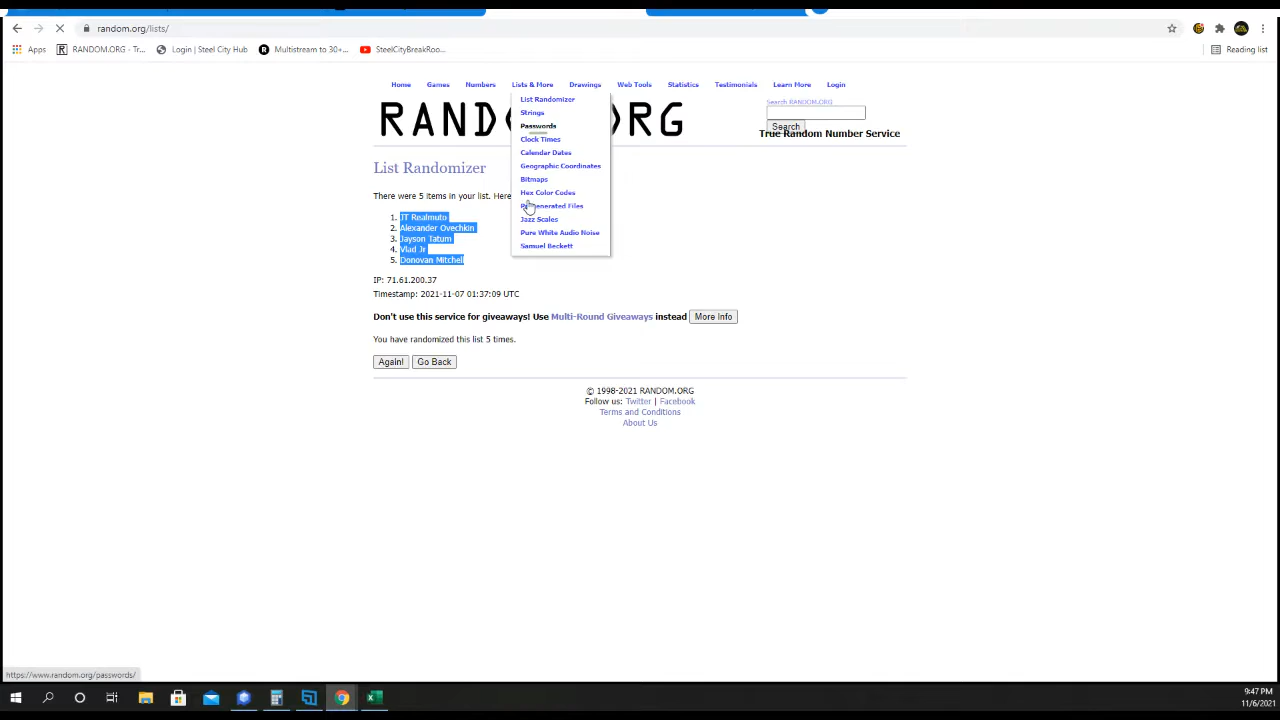 random.org/lists/
Apps
RANDOM.ORG - Tr...
Login | Steel City Hub
Multistream to 30+...
SteelCityBreakRoo...
Reading list
Home
Games
Numbers
Lists & More
Drawings
Web Tools
Statistics
Testimonials
Learn More
Login
List Randomizer
Strings
Passwords
Clock Times
Calendar Dates
Geographic Coordinates
Bitmaps
Hex Color Codes
Jazz Scales
Pure White Audio Noise
Samuel Beckett
Search RANDOM.ORG
Search
True Random Number Service
List Randomizer
There were 5 items in your list. Here
1. JT Realmuto
2. Alexander Ovechkin
3. Jayson Tatum
4. Vlad Jr
5. Donovan Mitchell
IP: 71.61.200.37
Timestamp: 2021-11-07 01:37:09 UTC
Don't use this service for giveaways! Use Multi-Round Giveaways instead More Info
You have randomized this list 5 times.
Again! Go Back
© 1998-2021 RANDOM.ORG
Follow us: Twitter | Facebook
Terms and Conditions
About Us
https://www.random.org/passwords/
9:47 PM
11/6/2021